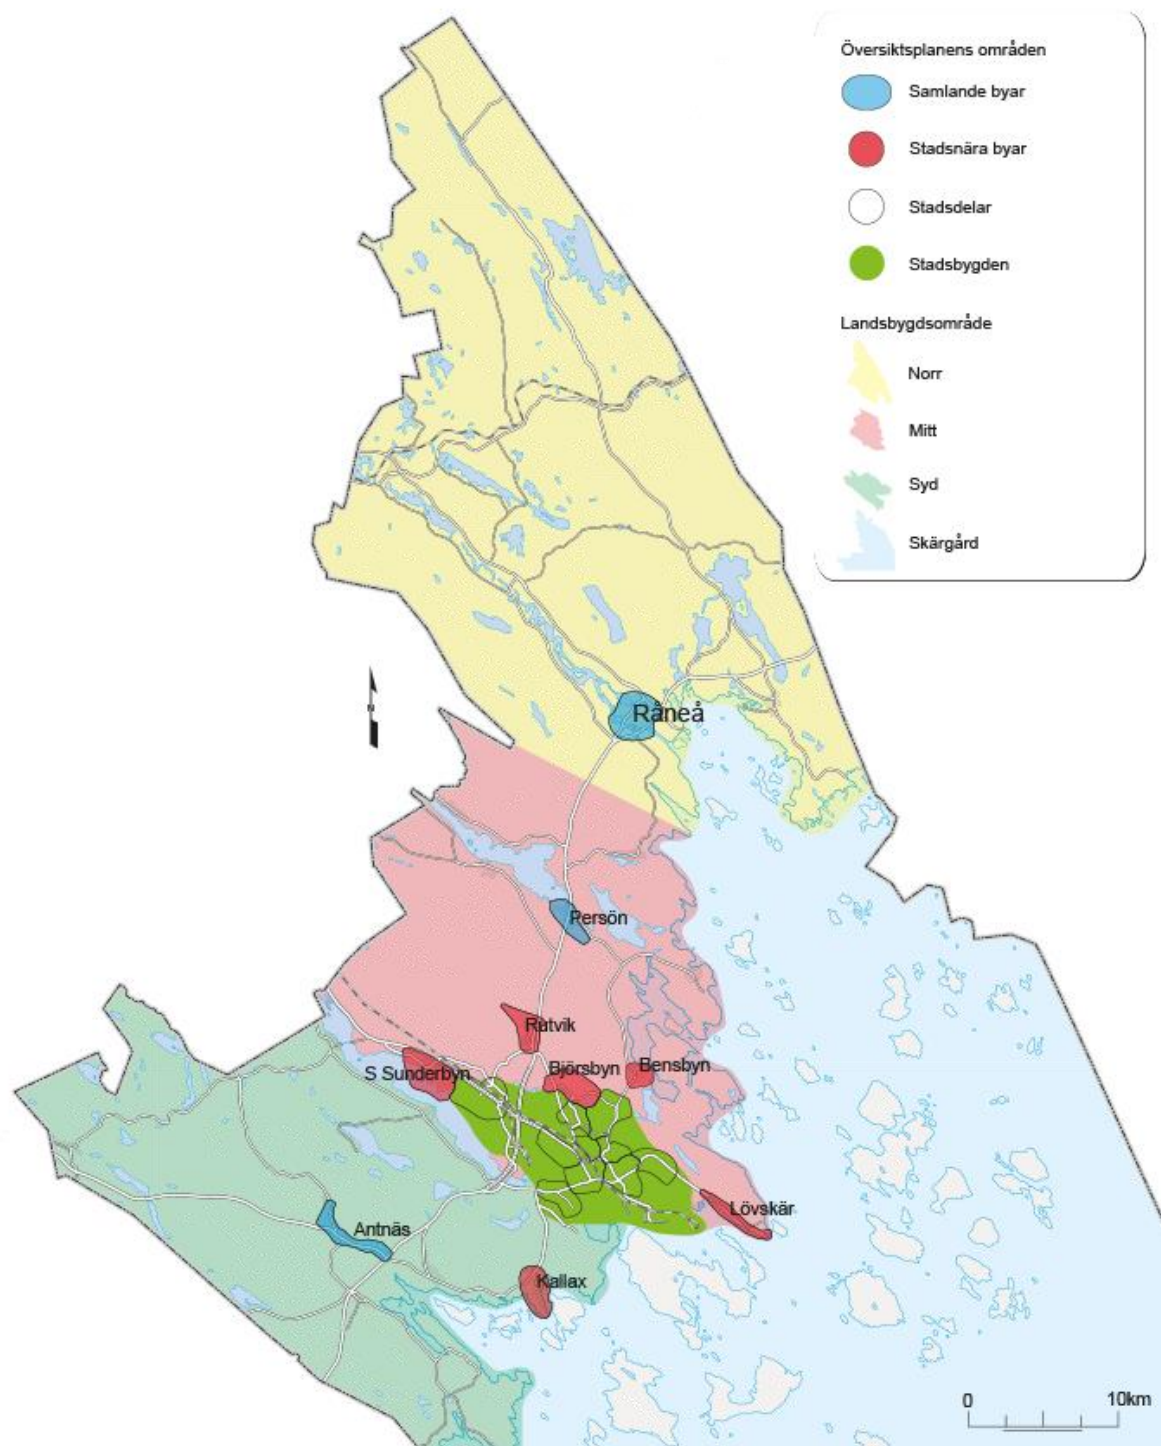 Översiktsplanens områden
Samlande byar
Stadsnära byar
Stadsdelar
Stadsbygden
Landsbygdsområde
Norr
Mitt
Syd
Skärgård
N
Råneå
Persön
Rutvik
S Sunderbyn
Björsbyn
Bensbyn
Lövskär
Antnäs
Kallax
0
10km